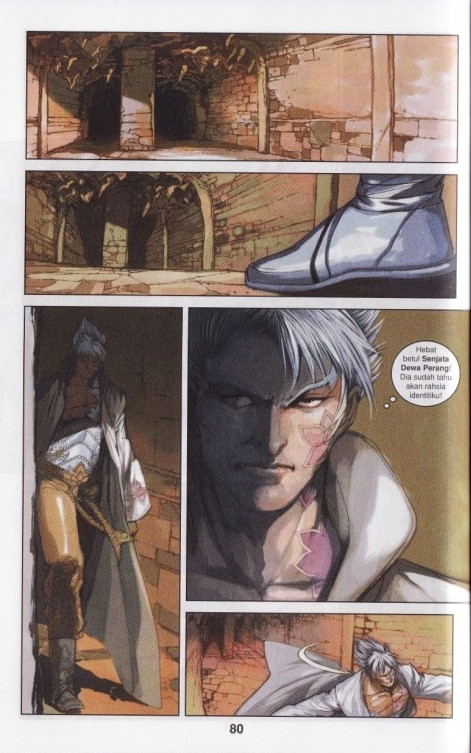 Hebat
betul Senjata
Dewa Perang!
Dia sudah tahu
akan rahsia
identitiku!
80